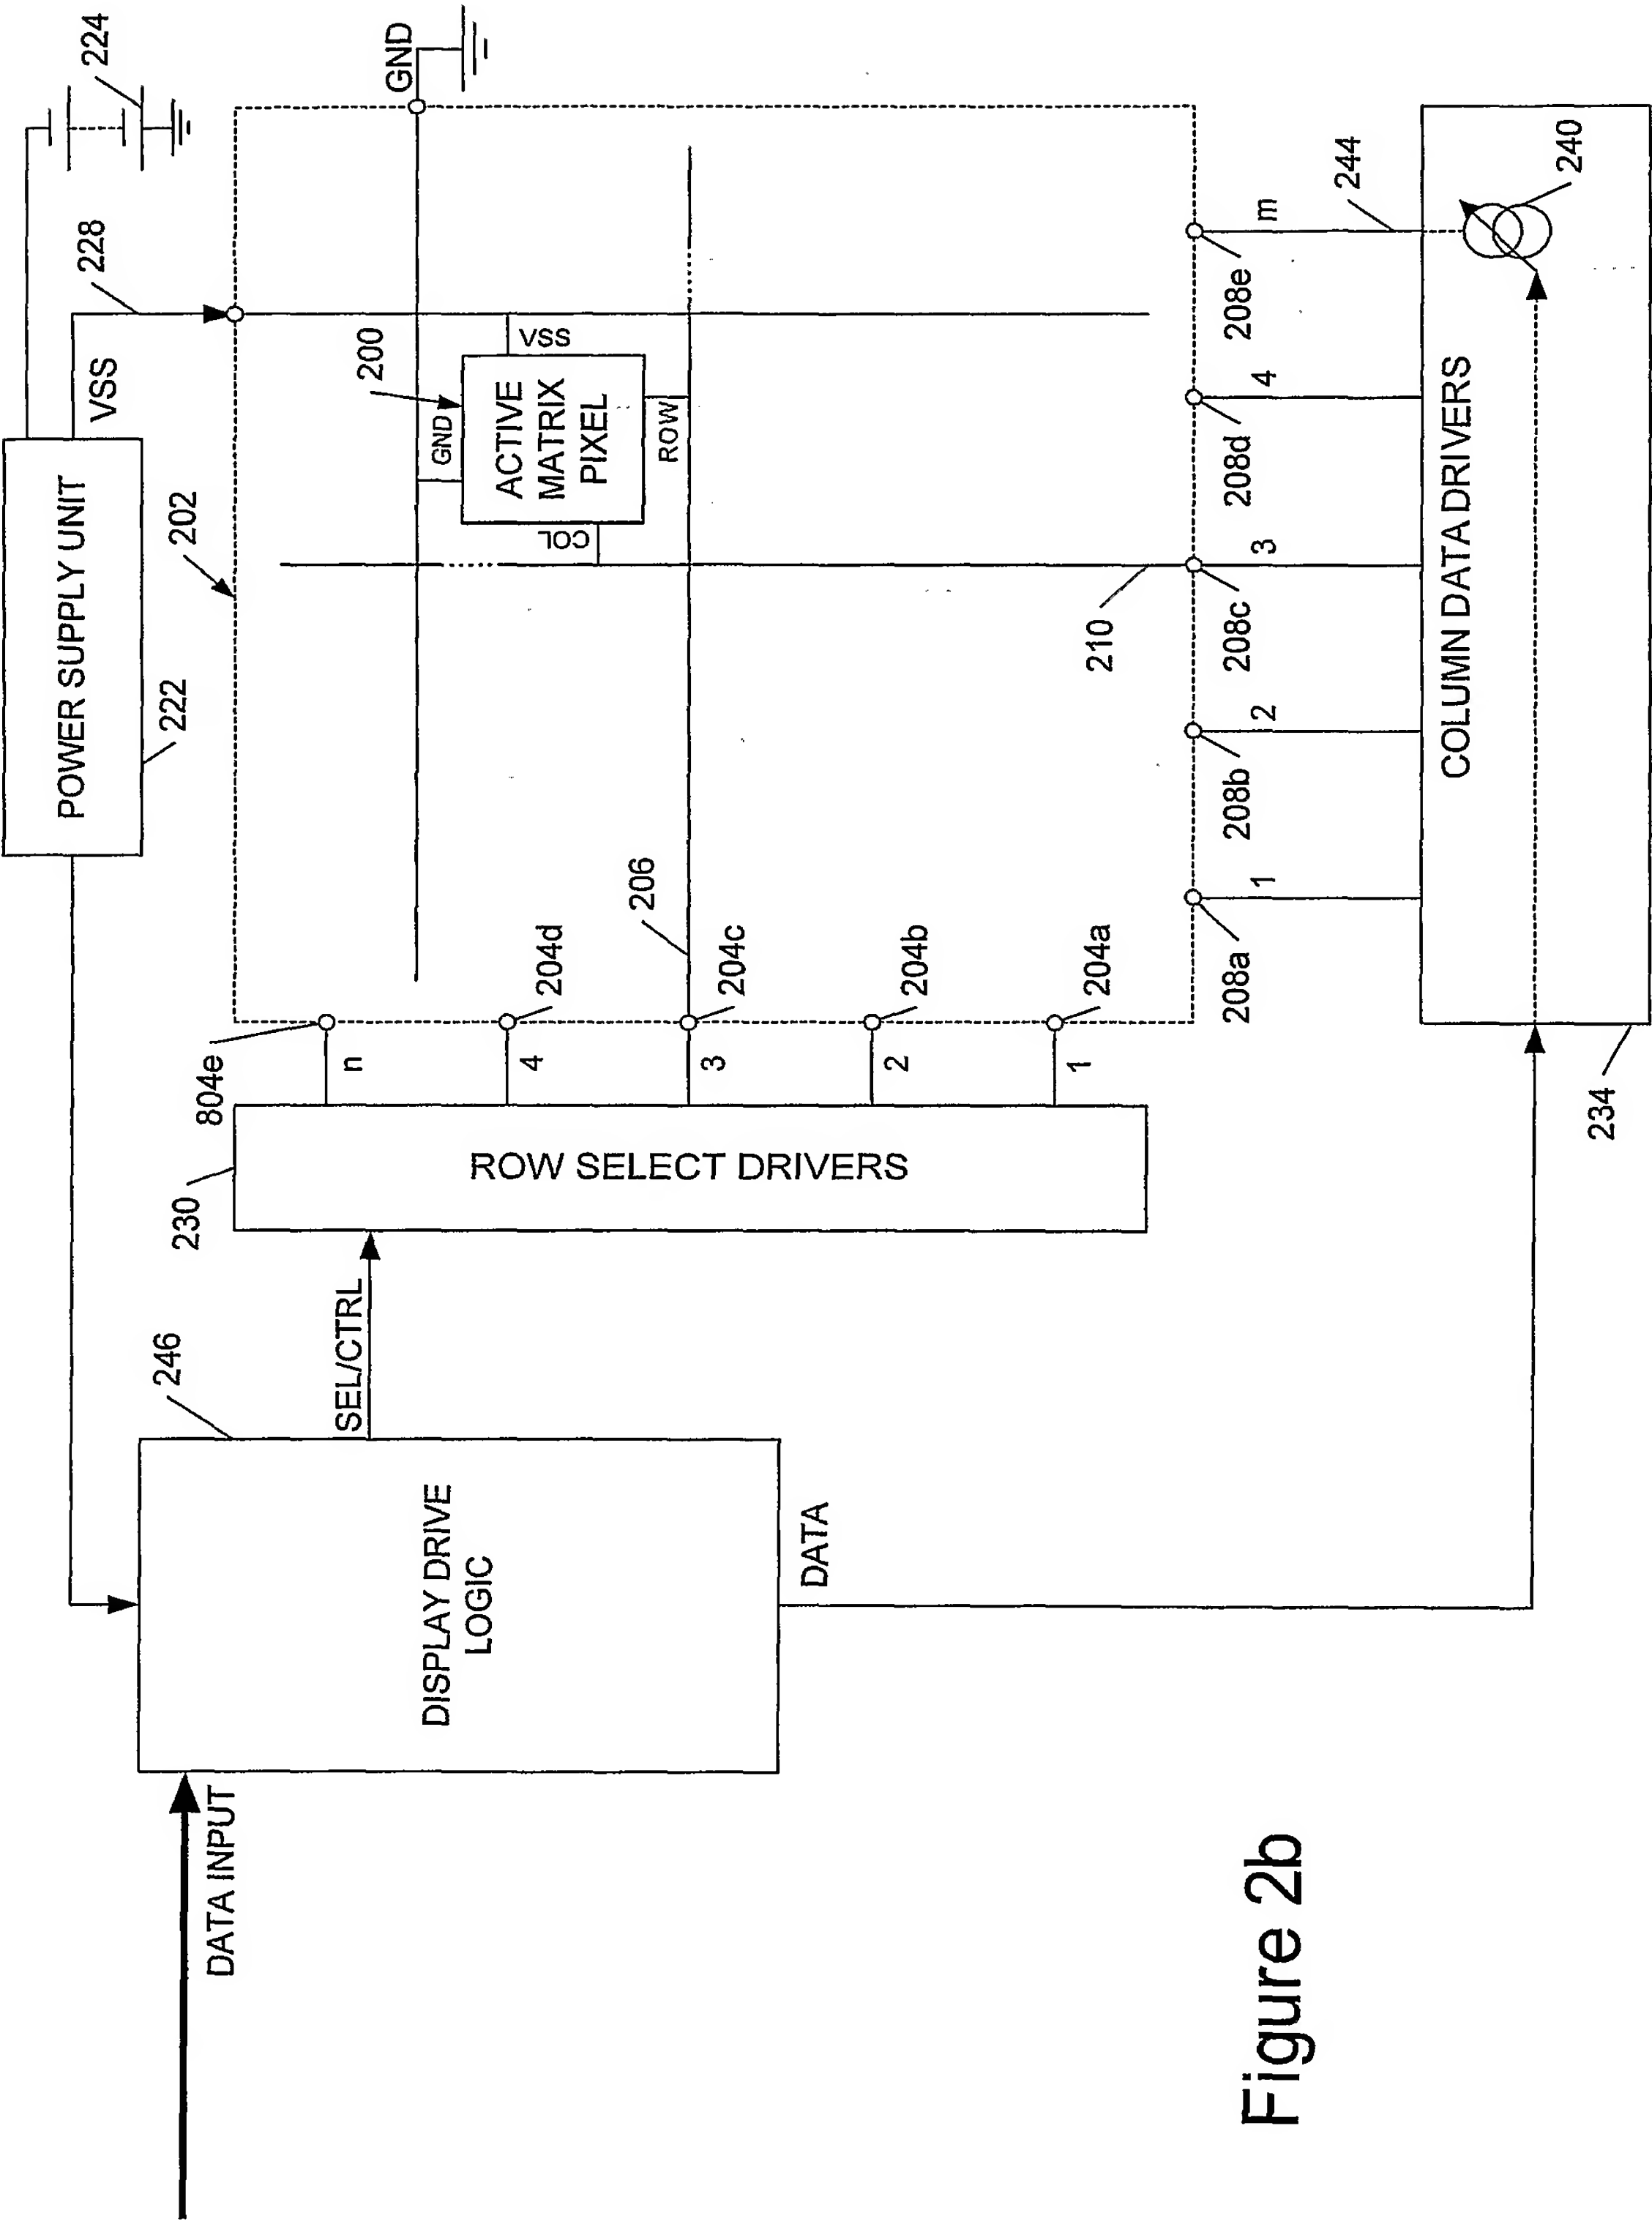 224
GND
228
VSS
POWER SUPPLY UNIT
222
202
200
VSS
GND
ACTIVE
MATRIX
PIXEL
ROW
COL
206
210
804e
n
204d
4
204c
3
204b
2
204a
1
230
ROW SELECT DRIVERS
208a
1
208b
2
208c
3
208d
4
208e
m
244
240
COLUMN DATA DRIVERS
234
246
SEL/CTRL
DISPLAY DRIVE
LOGIC
DATA
DATA INPUT
Figure 2b